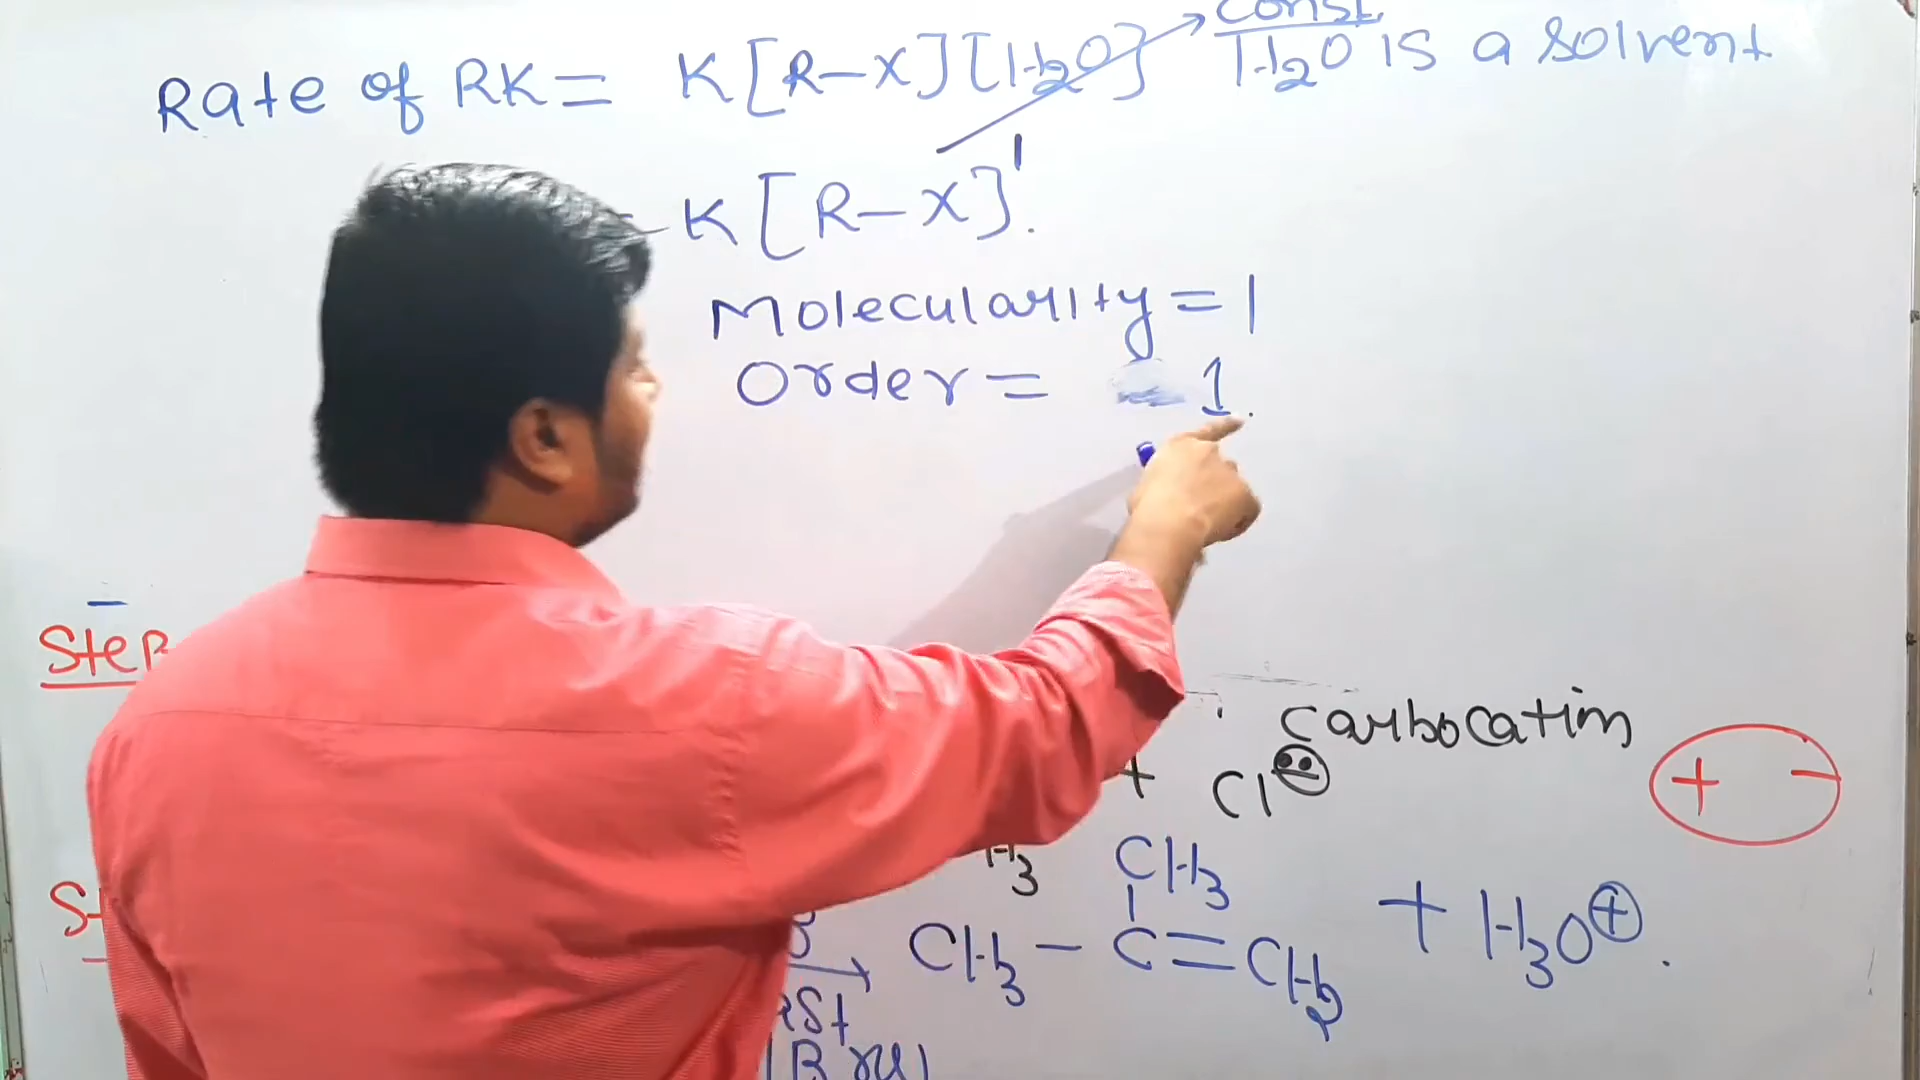 Const.
Rate of RK = K[R-X][H2O] H2O is a solvent
K[R-X]1.
Molecularity = 1
Order = 1.
Step
Carbocation
+ Cl⊖
+ -
H3
CH3
CH3 - C = CH2 + H3O⊕.